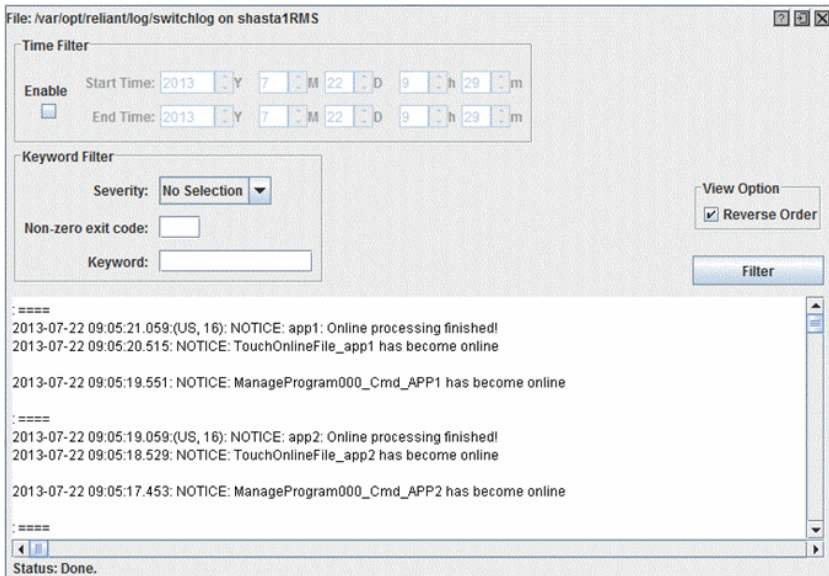 File: /var/opt/reliant/log/switchlog on shasta1RMS
Time Filter
Enable
Start Time: 2013 Y 7 M 22 D 9 h 29 m
End Time: 2013 Y 7 M 22 D 9 h 29 m
Keyword Filter
Severity: No Selection
Non-zero exit code:
Keyword:
View Option
Reverse Order
Filter
: ====
2013-07-22 09:05:21.059:(US, 16): NOTICE: app1: Online processing finished!
2013-07-22 09:05:20.515: NOTICE: TouchOnlineFile_app1 has become online
2013-07-22 09:05:19.551: NOTICE: ManageProgram000_Cmd_APP1 has become online
: ====
2013-07-22 09:05:19.059:(US, 16): NOTICE: app2: Online processing finished!
2013-07-22 09:05:18.529: NOTICE: TouchOnlineFile_app2 has become online
2013-07-22 09:05:17.453: NOTICE: ManageProgram000_Cmd_APP2 has become online
: ====
Status: Done.